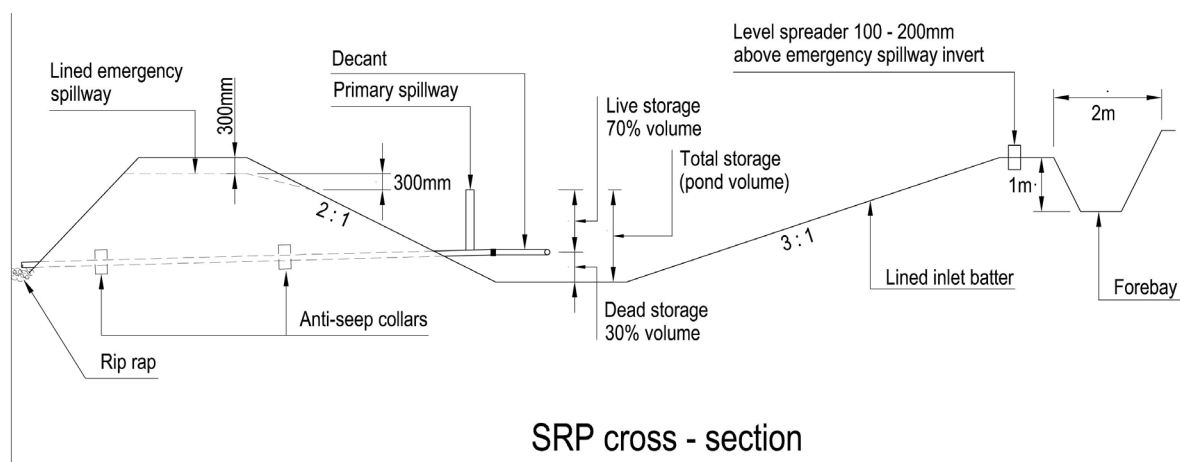 Level spreader 100 - 200mm
above emergency spillway invert
Lined emergency
spillway
300mm
Decant
Primary spillway
Live storage
70% volume
Total storage
(pond volume)
2m
300mm
1m
2 : 1
3 : 1
Lined inlet batter
Forebay
Dead storage
30% volume
Anti-seep collars
Rip rap
SRP cross - section